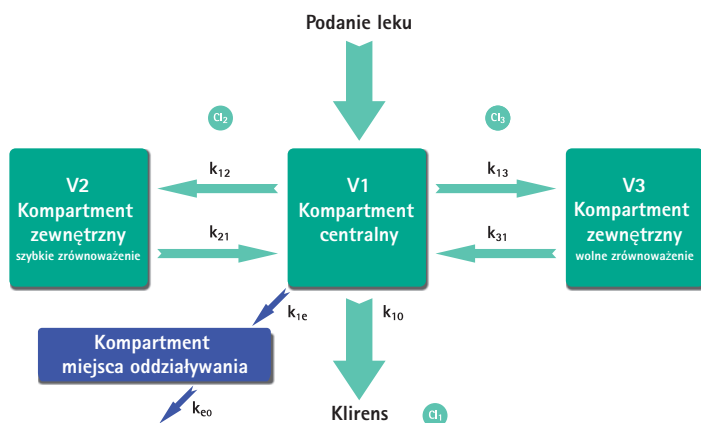 Podanie leku
Cl₂
Cl₃
V2
Kompartment
zewnętrzny
szybkie zrównoważenie
k₁₂
k₂₁
V1
Kompartment
centralny
k₁₃
k₃₁
V3
Kompartment
zewnętrzny
wolne zrównoważenie
k₁ₑ
k₁₀
Kompartment
miejsca oddziaływania
kₑ₀
Klirens
Cl₁